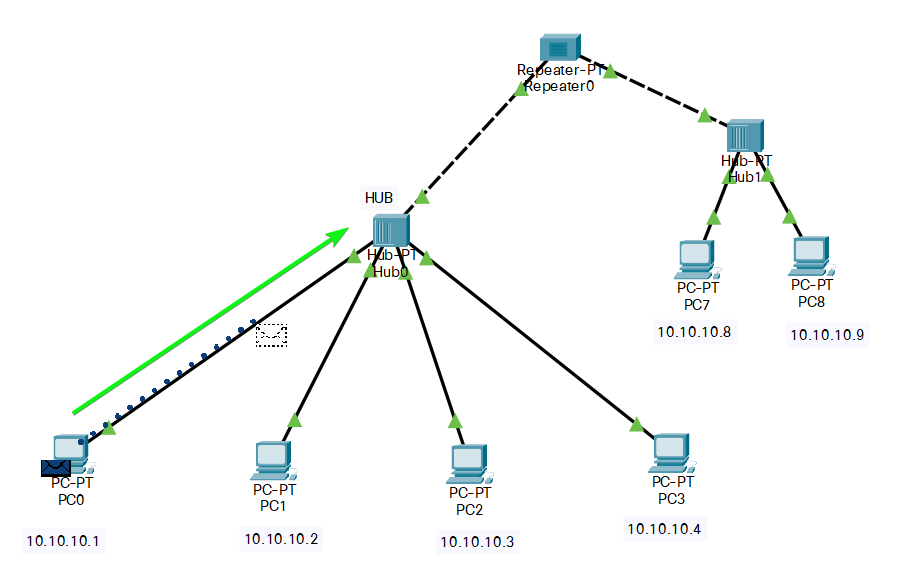 Repeater-PT
Repeater0
Hub-PT
Hub1
HUB
Hub-PT
Hub0
PC-PT
PC7
PC-PT
PC8
10.10.10.8
10.10.10.9
PC-PT
PC0
PC-PT
PC1
PC-PT
PC2
PC-PT
PC3
10.10.10.1
10.10.10.2
10.10.10.3
10.10.10.4